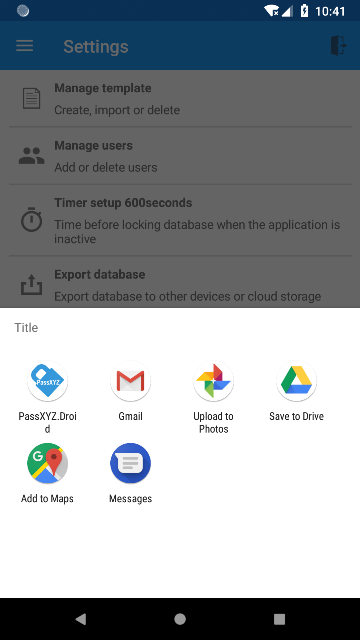 10:41
Settings
Manage template
Create, import or delete
Manage users
Add or delete users
Timer setup 600seconds
Time before locking database when the application is
inactive
Export database
Export database to other devices or cloud storage
Title
PassXYZ
PassXYZ.Droi
d
Gmail
Upload to
Photos
Save to Drive
G
Add to Maps
Messages